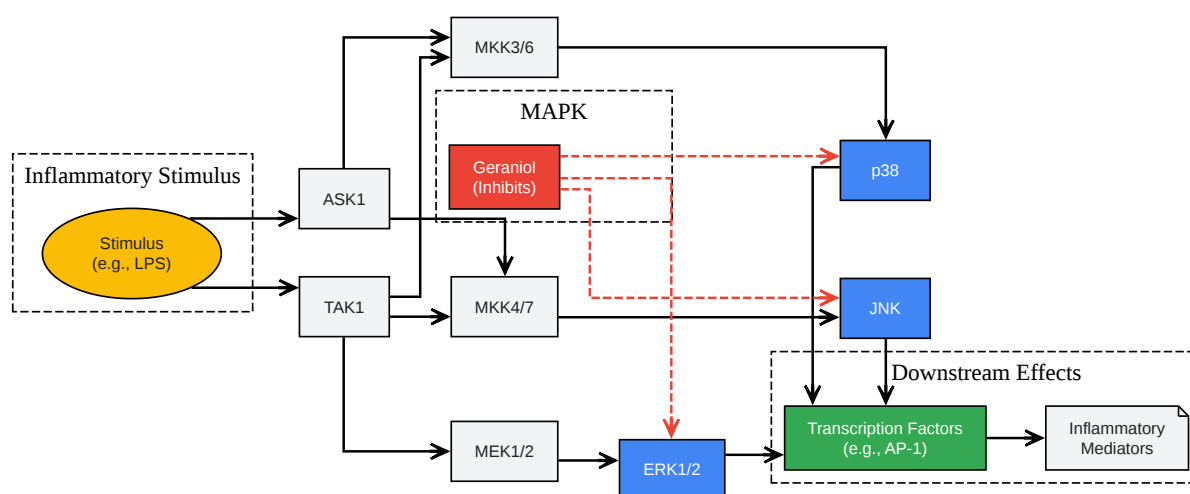 MKK3/6
MAPK
Geraniol
(Inhibits)
p38
Inflammatory Stimulus
ASK1
Stimulus
(e.g., LPS)
TAK1
MKK4/7
JNK
Downstream Effects
Transcription Factors
(e.g., AP-1)
Inflammatory
Mediators
MEK1/2
ERK1/2